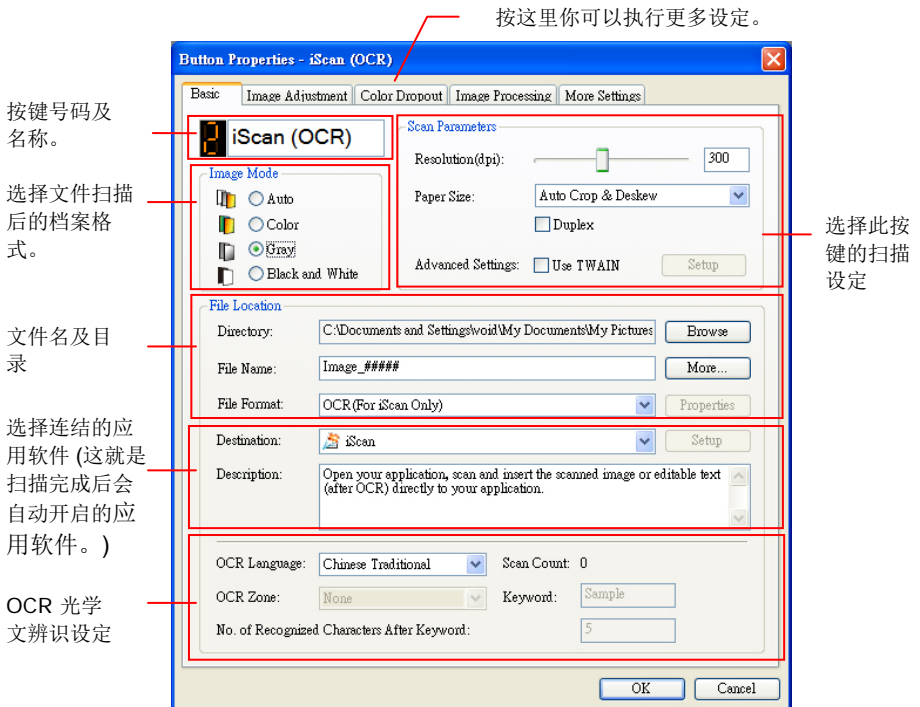 按这里你可以执行更多设定。
Button Properties - iScan (OCR)
Basic Image Adjustment Color Dropout Image Processing More Settings
按键号码及
名称。
2 iScan (OCR)
选择文件扫描
后的档案格
式。
Image Mode
Auto
Color
Gray
Black and White
Scan Parameters
Resolution(dpi): 300
Paper Size: Auto Crop & Deskew
Duplex
Advanced Settings: Use TWAIN Setup
选择此按
键的扫描
设定
文件名及目
录
File Location
Directory: C:\Documents and Settings\void\My Documents\My Pictures Browse
File Name: Image_##### More...
File Format: OCR(For iScan Only) Properties
选择连结的应
用软件 (这就是
扫描完成后会
自动开启的应
用软件。)
Destination: iScan Setup
Description: Open your application, scan and insert the scanned image or editable text
(after OCR) directly to your application.
OCR 光学
文辨识设定
OCR Language: Chinese Traditional Scan Count: 0
OCR Zone: None Keyword: Sample
No. of Recognized Characters After Keyword: 5
OK Cancel